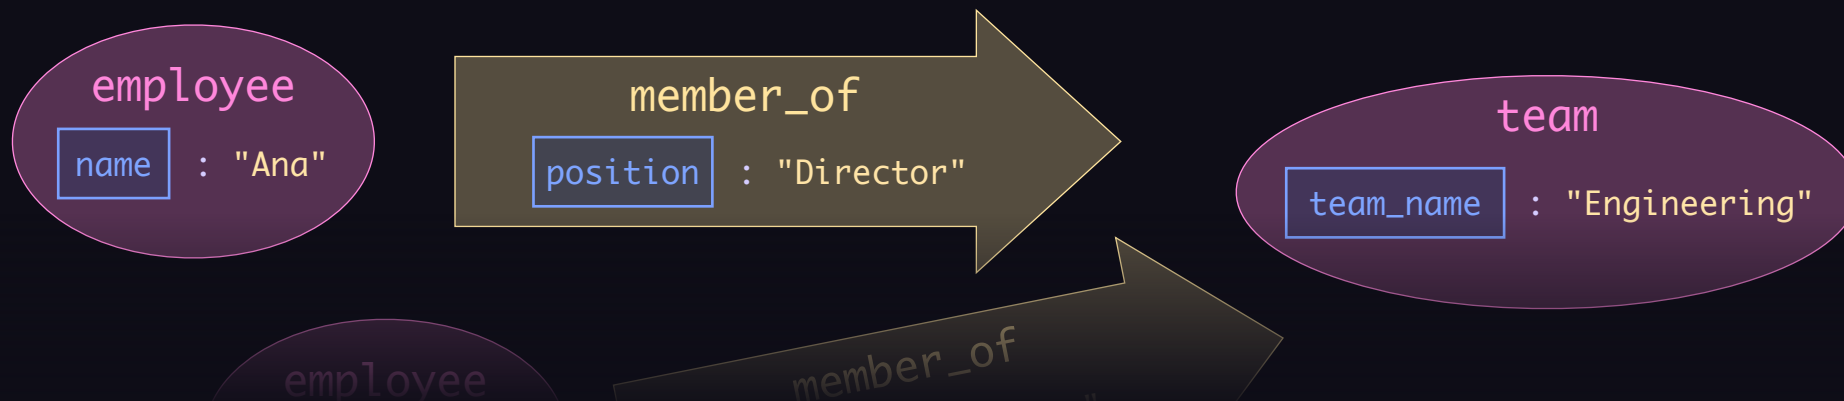 employee
name : "Ana"
member_of
position : "Director"
team
team_name : "Engineering"
employee
member_of